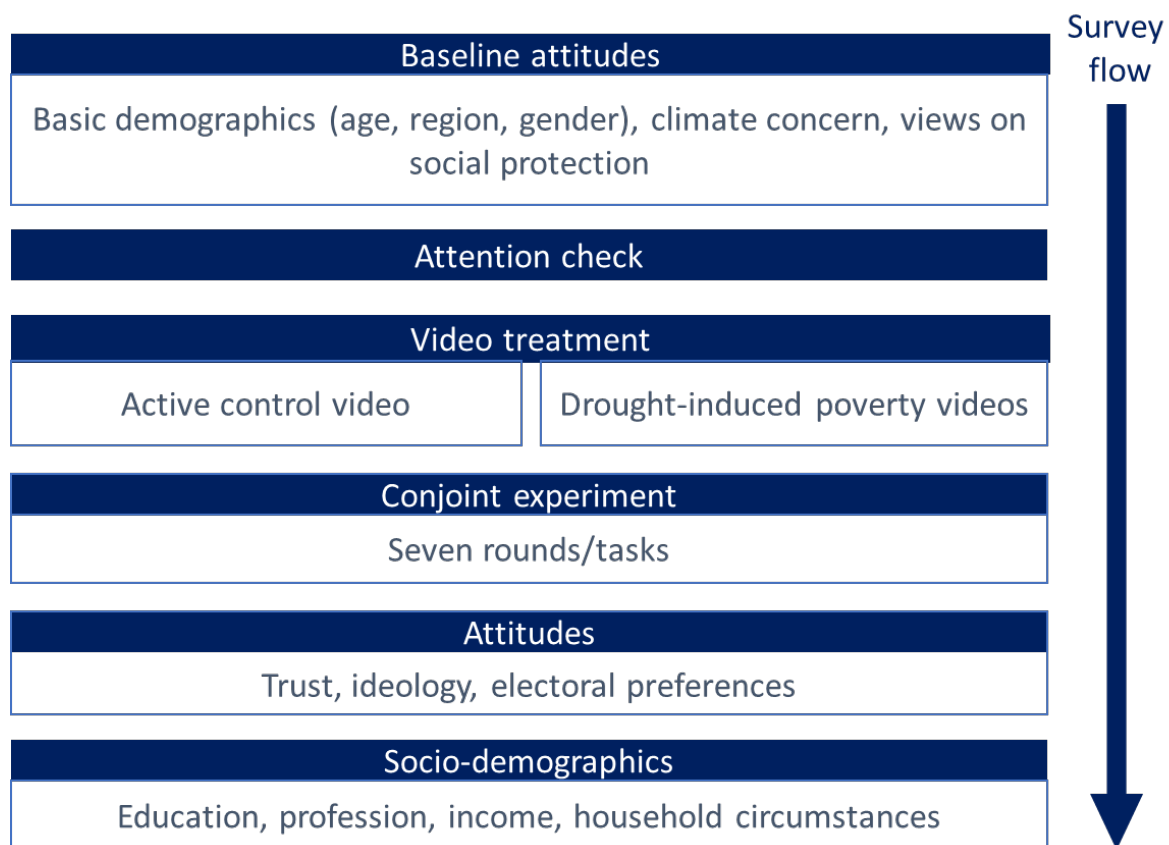 Survey
flow
Baseline attitudes
Basic demographics (age, region, gender), climate concern, views on
social protection
Attention check
Video treatment
Active control video
Drought-induced poverty videos
Conjoint experiment
Seven rounds/tasks
Attitudes
Trust, ideology, electoral preferences
Socio-demographics
Education, profession, income, household circumstances